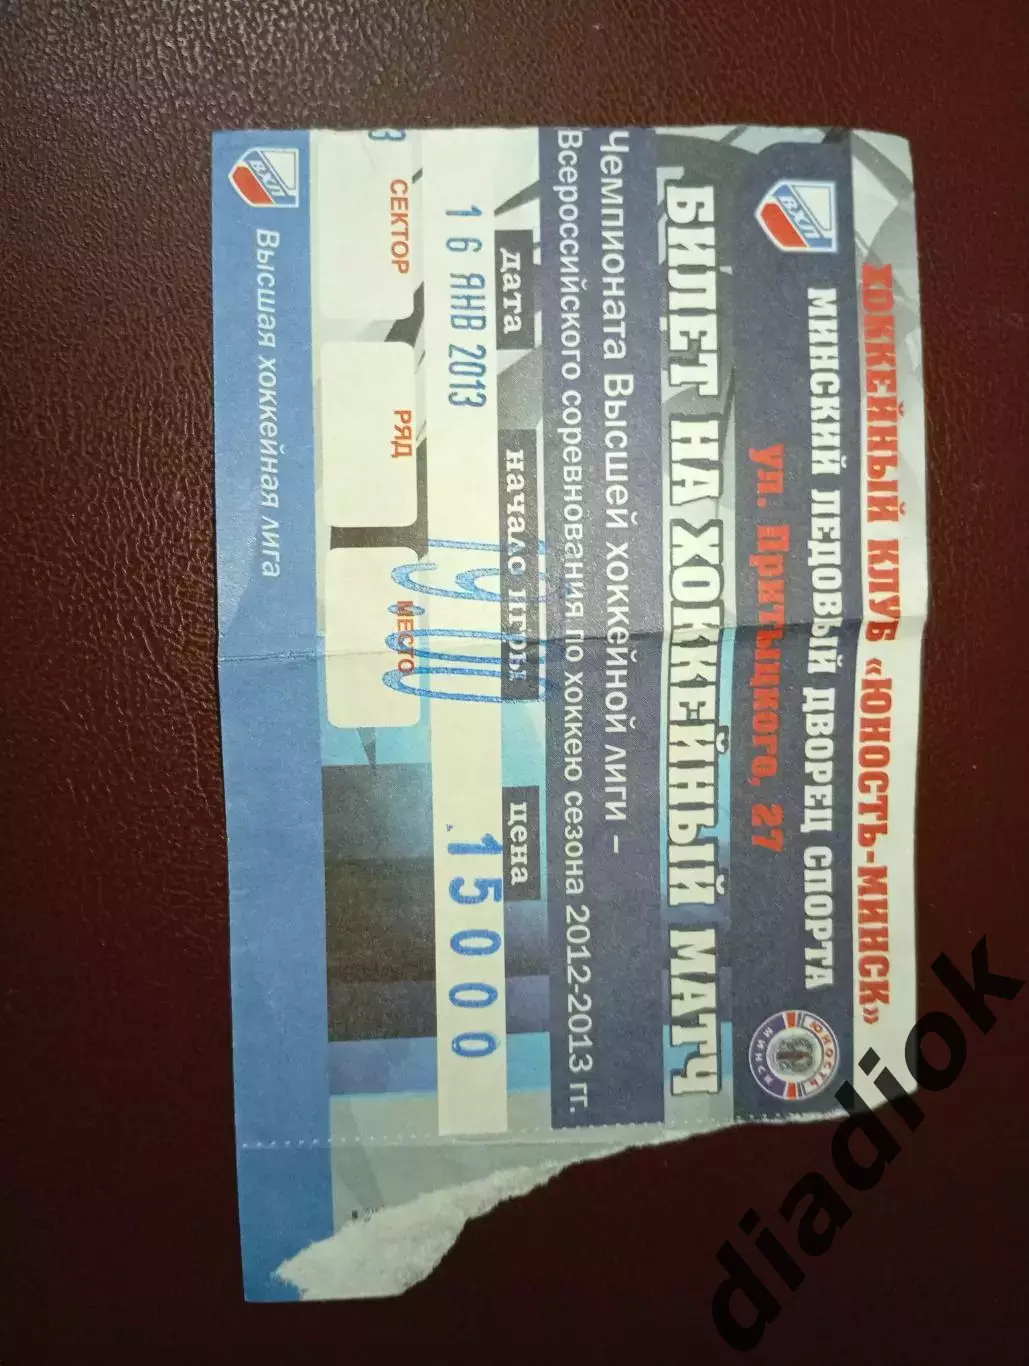 ХОККЕЙНЫЙ КЛУБ «ЮНОСТЬ-МИНСК»
МИНСКИЙ ЛЕДОВЫЙ ДВОРЕЦ СПОРТА
ул. Притыцкого, 27
ВХЛ
ЮНОСТЬ
МИНСК
БИЛЕТ НА ХОККЕЙНЫЙ МАТЧ
Чемпионата Высшей хоккейной лиги –
Всероссийского соревнования по хоккею сезона 2012-2013 гг.
дата
начало игры
цена
16 ЯНВ 2013
15000
СЕКТОР
РЯД
МЕСТО
ВХЛ
Высшая хоккейная лига
diadiok